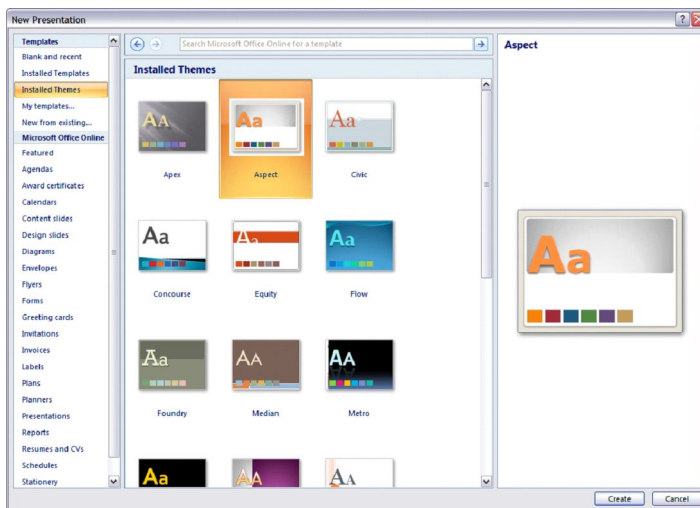 New Presentation
Templates
Blank and recent
Installed Templates
Installed Themes
My templates...
New from existing...
Microsoft Office Online
Featured
Agendas
Award certificates
Calendars
Content slides
Design slides
Diagrams
Envelopes
Flyers
Forms
Greeting cards
Invitations
Invoices
Labels
Plans
Planners
Presentations
Reports
Resumes and CVs
Schedules
Stationery
Search Microsoft Office Online for a template
Installed Themes
AA
Aa
Aa
Apex
Aspect
Civic
Aa
Aa
Aa
Concourse
Equity
Flow
Aa
AA
AA
Foundry
Median
Metro
Aa
AA
AA
Aspect
Aa
Create
Cancel